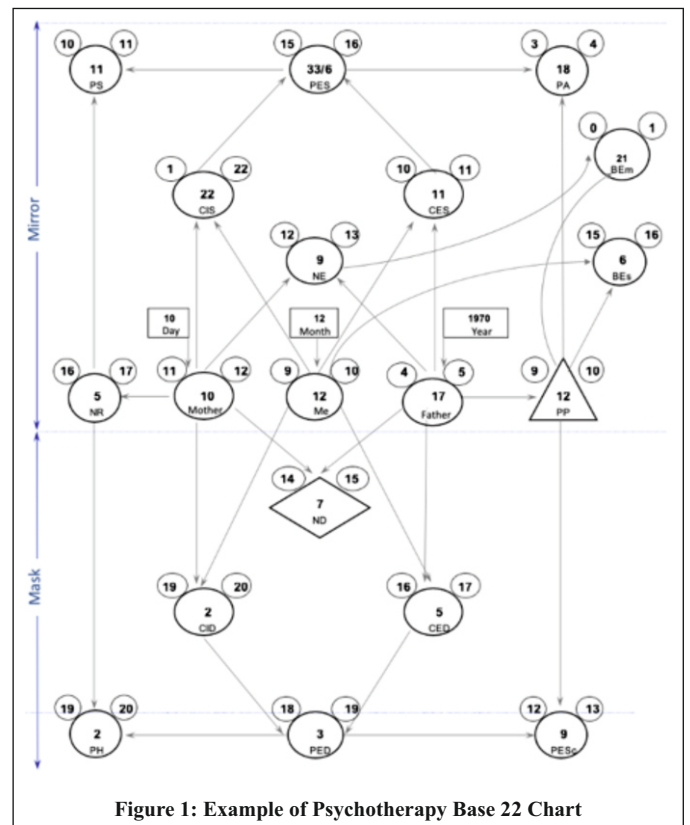 10 11 15 16 3 4
11 33/6 18
PS PES PA
0 1
1 22 10 11 21
BEm
22 11
CIS CES
12 13 15 16
9 6
NE BEs
Mirror
10 12 1970
Day Month Year
16 17 11 12 9 10 4 5 9 10
5 10 12 17 12
NR Mother Me Father PP
14 15
7
ND
Mask
19 20 16 17
2 5
CID CED
19 20 18 19 12 13
2 3 9
PH PED PESc
Figure 1: Example of Psychotherapy Base 22 Chart